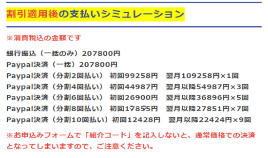 割引適用後の支払いシミュレーション
※消費税込の金額です
銀行振込（一括のみ）207800円
Paypal決済（一括）207800円
Paypal決済（分割2回払い） 初回99258円　翌月109258円×1回
Paypal決済（分割4回払い） 初回44987円　翌月以降54987円×3回
Paypal決済（分割6回払い） 初回26900円　翌月以降36896円×5回
Paypal決済（分割8回払い） 初回17855円　翌月以降27851円×7回
Paypal決済（分割10回払い）初回12428円　翌月以降22424円×9回
※お申込みフォームで「紹介コード」を記入しないと、通常価格での決済
となってしまいますので、ご注意ください。